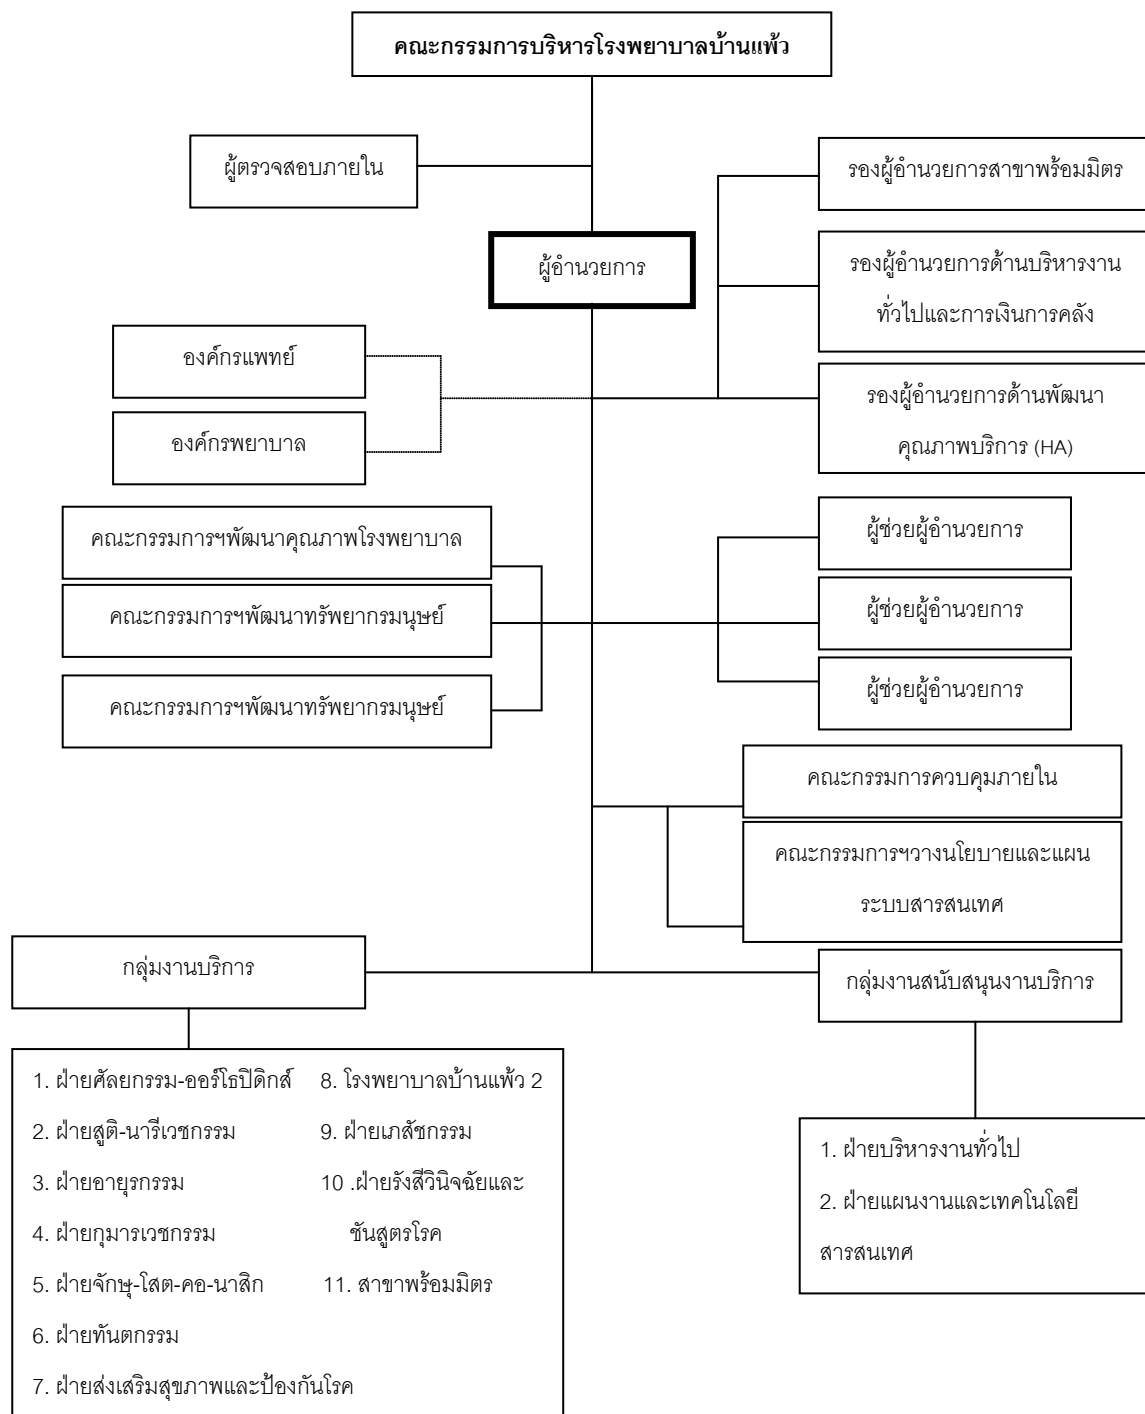 คณะกรรมการบริหารโรงพยาบาลบ้านแพ้ว
ผู้ตรวจสอบภายใน
รองผู้อำนวยการสาขาพร้อมมิตร
ผู้อำนวยการ
รองผู้อำนวยการด้านบริหารงาน
ทั่วไปและการเงินการคลัง
องค์กรแพทย์
รองผู้อำนวยการด้านพัฒนา
คุณภาพบริการ (HA)
องค์กรพยาบาล
คณะกรรมการฯพัฒนาคุณภาพโรงพยาบาล
คณะกรรมการฯพัฒนาทรัพยากรมนุษย์
คณะกรรมการฯพัฒนาทรัพยากรมนุษย์
ผู้ช่วยผู้อำนวยการ
ผู้ช่วยผู้อำนวยการ
ผู้ช่วยผู้อำนวยการ
คณะกรรมการควบคุมภายใน
คณะกรรมการฯวางนโยบายและแผน
ระบบสารสนเทศ
กลุ่มงานบริการ
กลุ่มงานสนับสนุนงานบริการ
1. ฝ่ายศัลยกรรม-ออร์โธปิดิกส์
2. ฝ่ายสูติ-นารีเวชกรรม
3. ฝ่ายอายุรกรรม
4. ฝ่ายกุมารเวชกรรม
5. ฝ่ายจักษุ-โสต-คอ-นาสิก
6. ฝ่ายทันตกรรม
7. ฝ่ายส่งเสริมสุขภาพและป้องกันโรค
8. โรงพยาบาลบ้านแพ้ว 2
9. ฝ่ายเภสัชกรรม
10 .ฝ่ายรังสีวินิจฉัยและ
ชันสูตรโรค
11. สาขาพร้อมมิตร
1. ฝ่ายบริหารงานทั่วไป
2. ฝ่ายแผนงานและเทคโนโลยี
สารสนเทศ